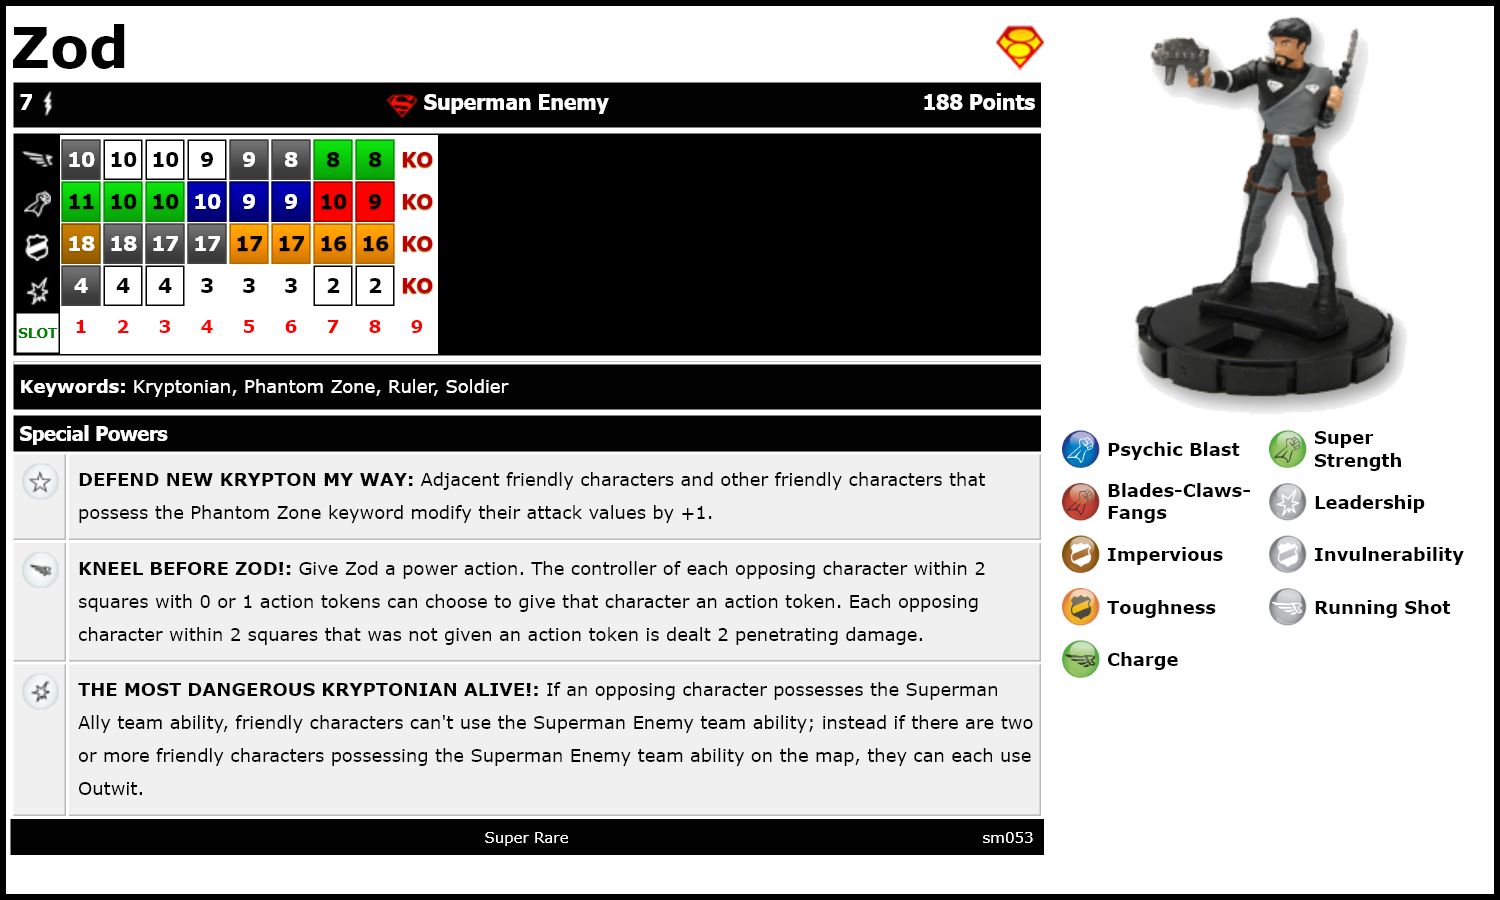 Zod
7 Superman Enemy 188 Points
10 10 10 9 9 8 8 8 KO
11 10 10 10 9 9 10 9 KO
18 18 17 17 17 17 16 16 KO
4 4 4 3 3 3 2 2 KO
SLOT 1 2 3 4 5 6 7 8 9
Keywords: Kryptonian, Phantom Zone, Ruler, Soldier
Special Powers
DEFEND NEW KRYPTON MY WAY: Adjacent friendly characters and other friendly characters that
possess the Phantom Zone keyword modify their attack values by +1.
KNEEL BEFORE ZOD!: Give Zod a power action. The controller of each opposing character within 2
squares with 0 or 1 action tokens can choose to give that character an action token. Each opposing
character within 2 squares that was not given an action token is dealt 2 penetrating damage.
THE MOST DANGEROUS KRYPTONIAN ALIVE!: If an opposing character possesses the Superman
Ally team ability, friendly characters can't use the Superman Enemy team ability; instead if there are two
or more friendly characters possessing the Superman Enemy team ability on the map, they can each use
Outwit.
Super Rare sm053
Psychic Blast
Super
Strength
Blades-Claws-
Fangs
Leadership
Impervious
Invulnerability
Toughness
Running Shot
Charge